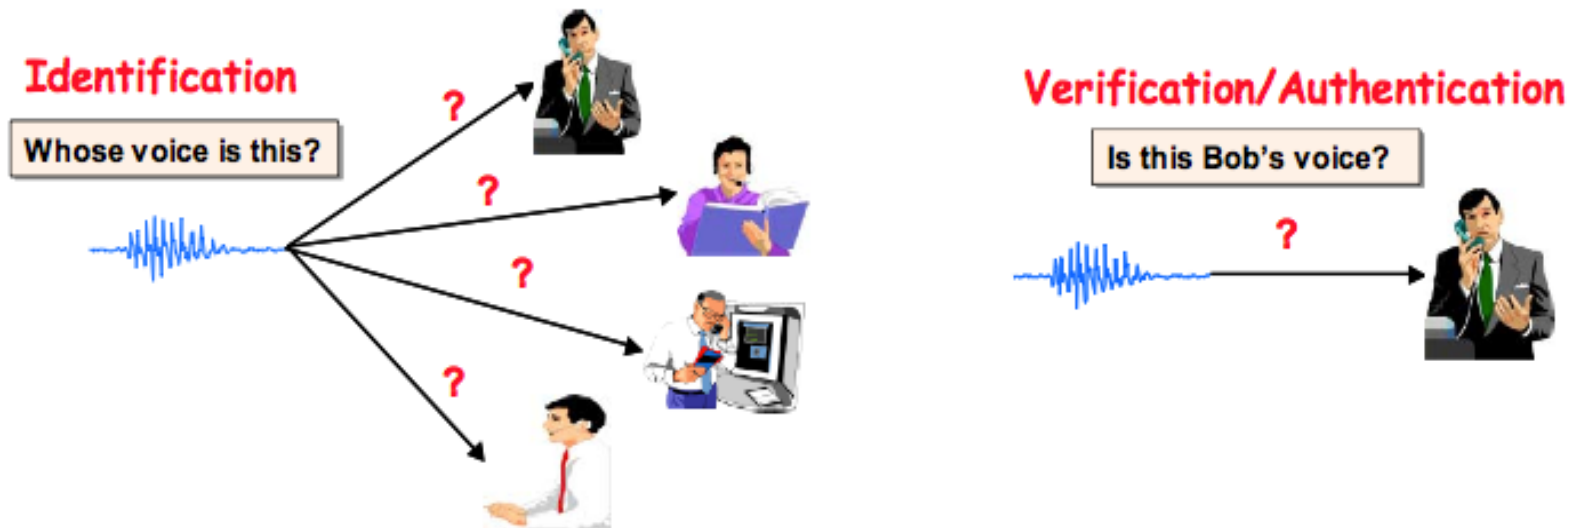 Identification
Whose voice is this?
?
?
?
?
Verification/Authentication
Is this Bob's voice?
?